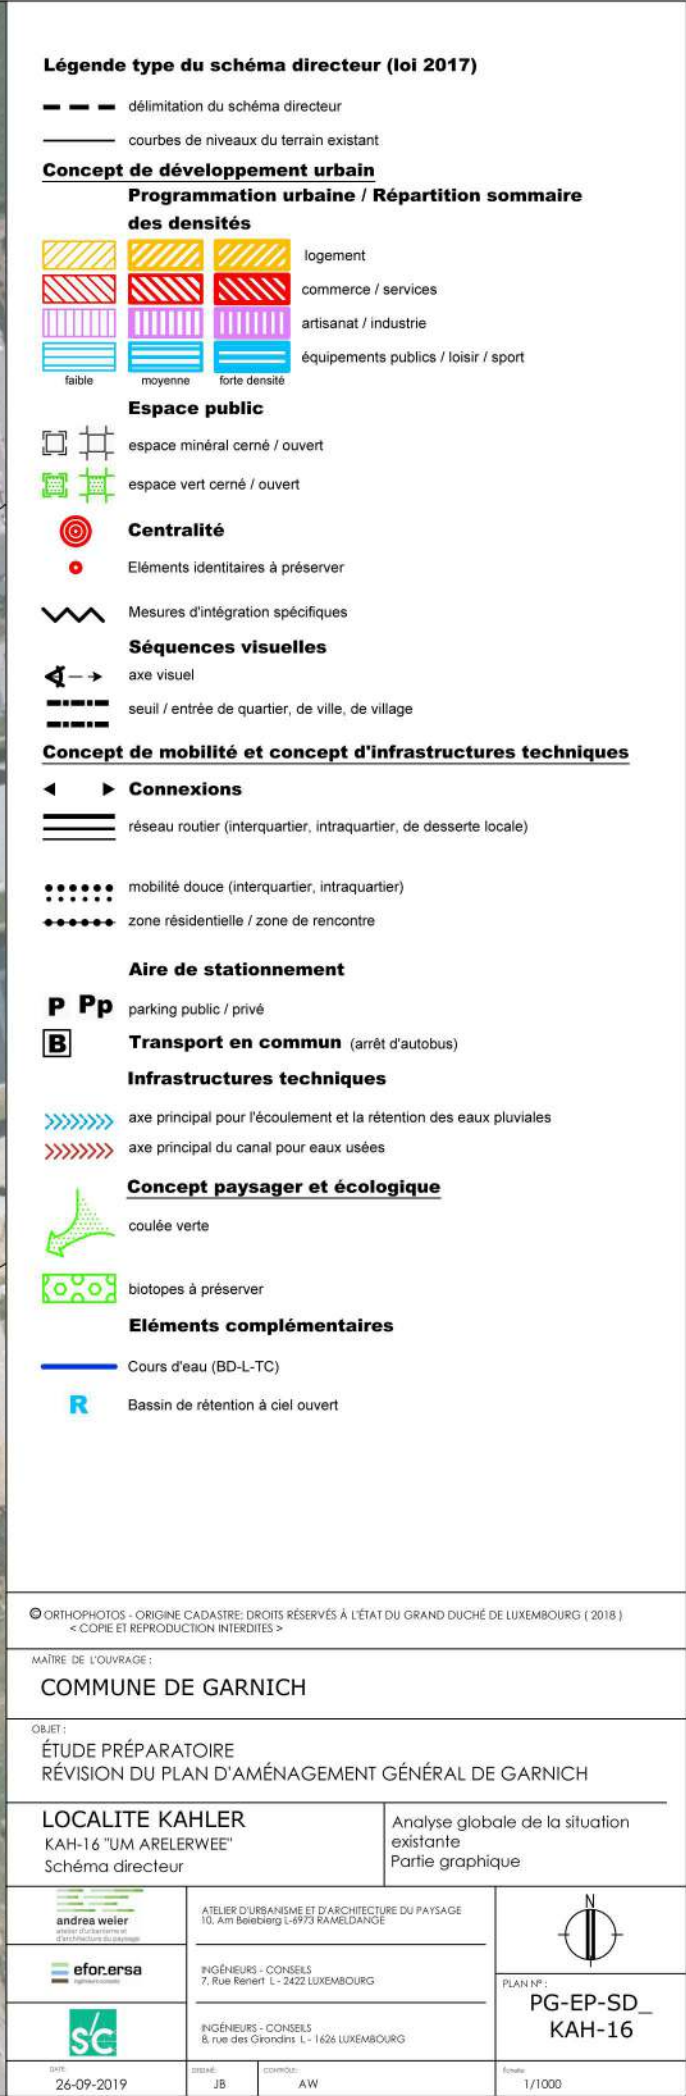 Légende type du schéma directeur (loi 2017)
délimitation du schéma directeur
courbes de niveaux du terrain existant
Concept de développement urbain
Programmation urbaine / Répartition sommaire
des densités
logement
commerce / services
artisanat / industrie
équipements publics / loisir / sport
faible moyenne forte densité
Espace public
espace minéral cerné / ouvert
espace vert cerné / ouvert
Centralité
Eléments identitaires à préserver
Mesures d'intégration spécifiques
Séquences visuelles
axe visuel
seuil / entrée de quartier, de ville, de village
Concept de mobilité et concept d'infrastructures techniques
Connexions
réseau routier (interquartier, intraquartier, de desserte locale)
mobilité douce (interquartier, intraquartier)
zone résidentielle / zone de rencontre
Aire de stationnement
P Pp parking public / privé
B Transport en commun (arrêt d'autobus)
Infrastructures techniques
axe principal pour l'écoulement et la rétention des eaux pluviales
axe principal du canal pour eaux usées
Concept paysager et écologique
coulée verte
biotopes à préserver
Eléments complémentaires
Cours d'eau (BD-L-TC)
R Bassin de rétention à ciel ouvert
© ORTHOPHOTOS - ORIGINE CADASTRE: DROITS RÉSERVÉS À L'ÉTAT DU GRAND DUCHÉ DE LUXEMBOURG ( 2018 )
< COPIE ET REPRODUCTION INTERDITES >
MAÎTRE DE L'OUVRAGE :
COMMUNE DE GARNICH
OBJET :
ÉTUDE PRÉPARATOIRE
RÉVISION DU PLAN D'AMÉNAGEMENT GÉNÉRAL DE GARNICH
LOCALITE KAHLER
KAH-16 "UM ARELERWEE"
Schéma directeur
Analyse globale de la situation
existante
Partie graphique
andrea weier
atelier d'urbanisme et
d'architecture du paysage
ATELIER D'URBANISME ET D'ARCHITECTURE DU PAYSAGE
10, Am Beiebierg L-6973 RAMELDANGE
N
efor.ersa
ingénieurs-conseils
INGÉNIEURS - CONSEILS
7, Rue Renert L - 2422 LUXEMBOURG
PLAN N° :
PG-EP-SD_
KAH-16
s/c
INGÉNIEURS - CONSEILS
8, rue des Girondins L - 1626 LUXEMBOURG
DATE:
26-09-2019
DESSINÉ:
JB
CONTRÔLÉ:
AW
Échelle
1/1000